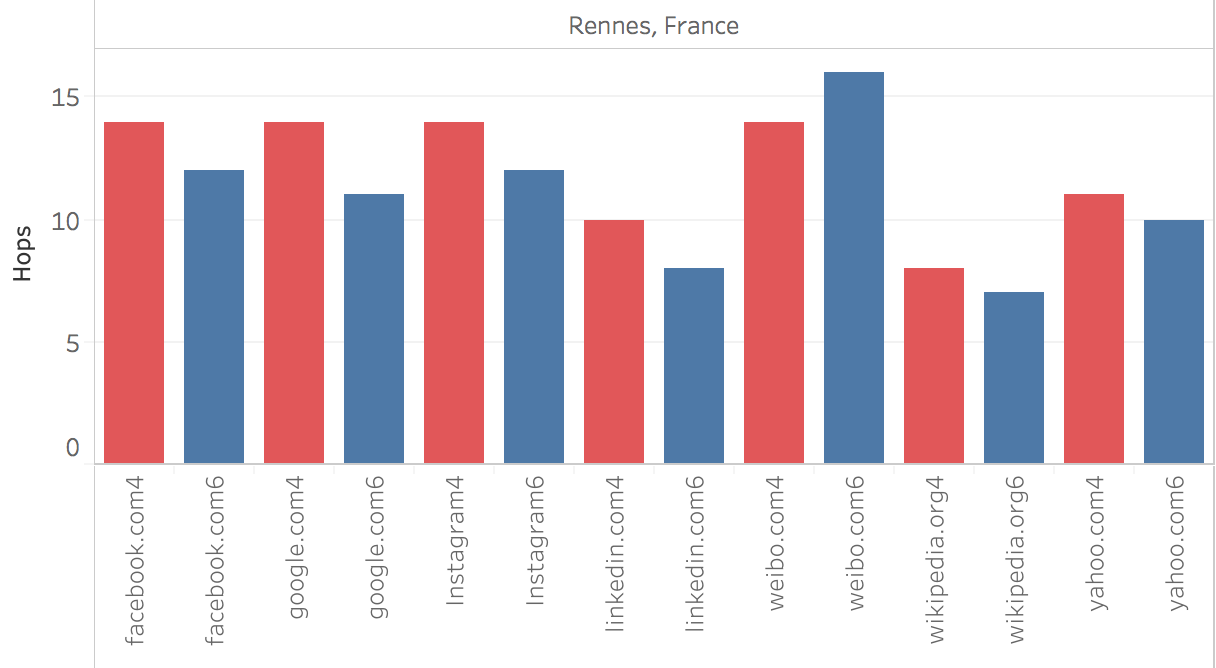 Rennes, France
Hops
15
10
5
0
facebook.com4
facebook.com6
google.com4
google.com6
Instagram4
Instagram6
linkedin.com4
linkedin.com6
weibo.com4
weibo.com6
wikipedia.org4
wikipedia.org6
yahoo.com4
yahoo.com6